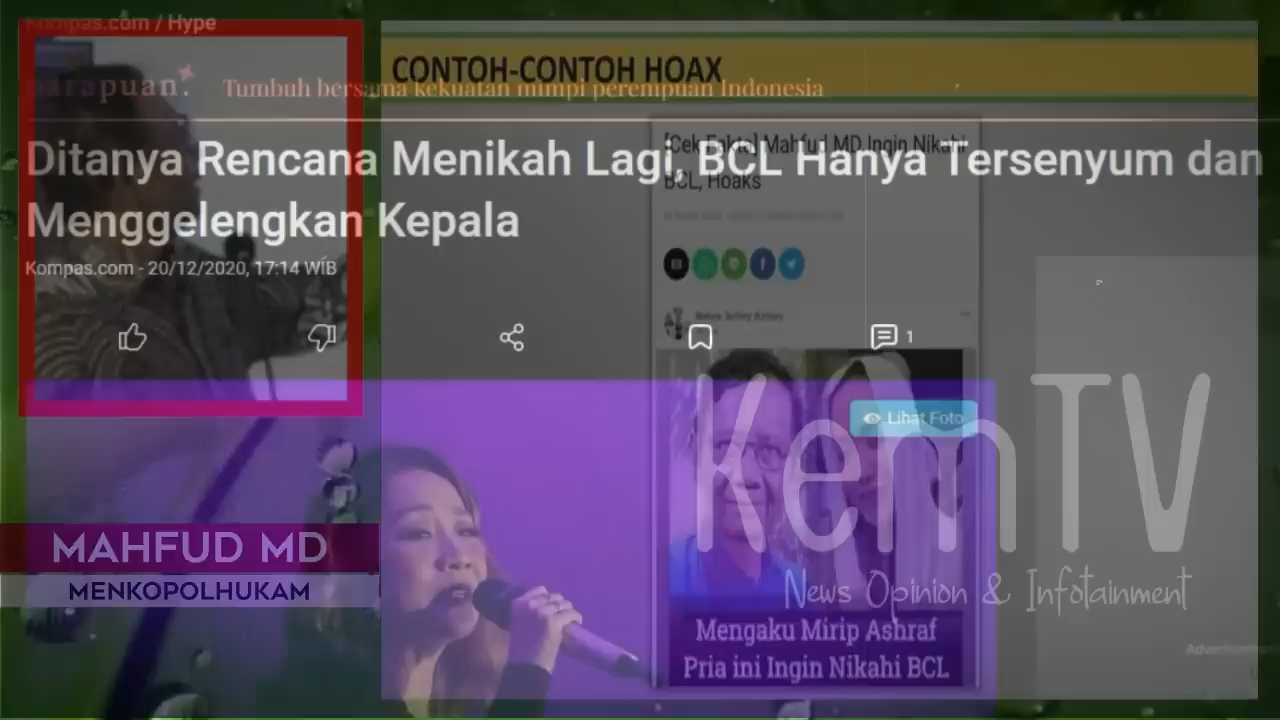 Kompas.com / Hype
CONTOH-CONTOH HOAX
parapuan. Tumbuh bersama kekuatan mimpi perempuan Indonesia
[Cek Fakta] Mahfud MD Ingin Nikahi
BCL, Hoaks
Ditanya Rencana Menikah Lagi, BCL Hanya Tersenyum dan
Menggelengkan Kepala
Kompas.com - 20/12/2020, 17:14 WIB
1
Lihat Foto
KemTV
News Opinion & Infotainment
MAHFUD MD
MENKOPOLHUKAM
Mengaku Mirip Ashraf
Pria ini Ingin Nikahi BCL